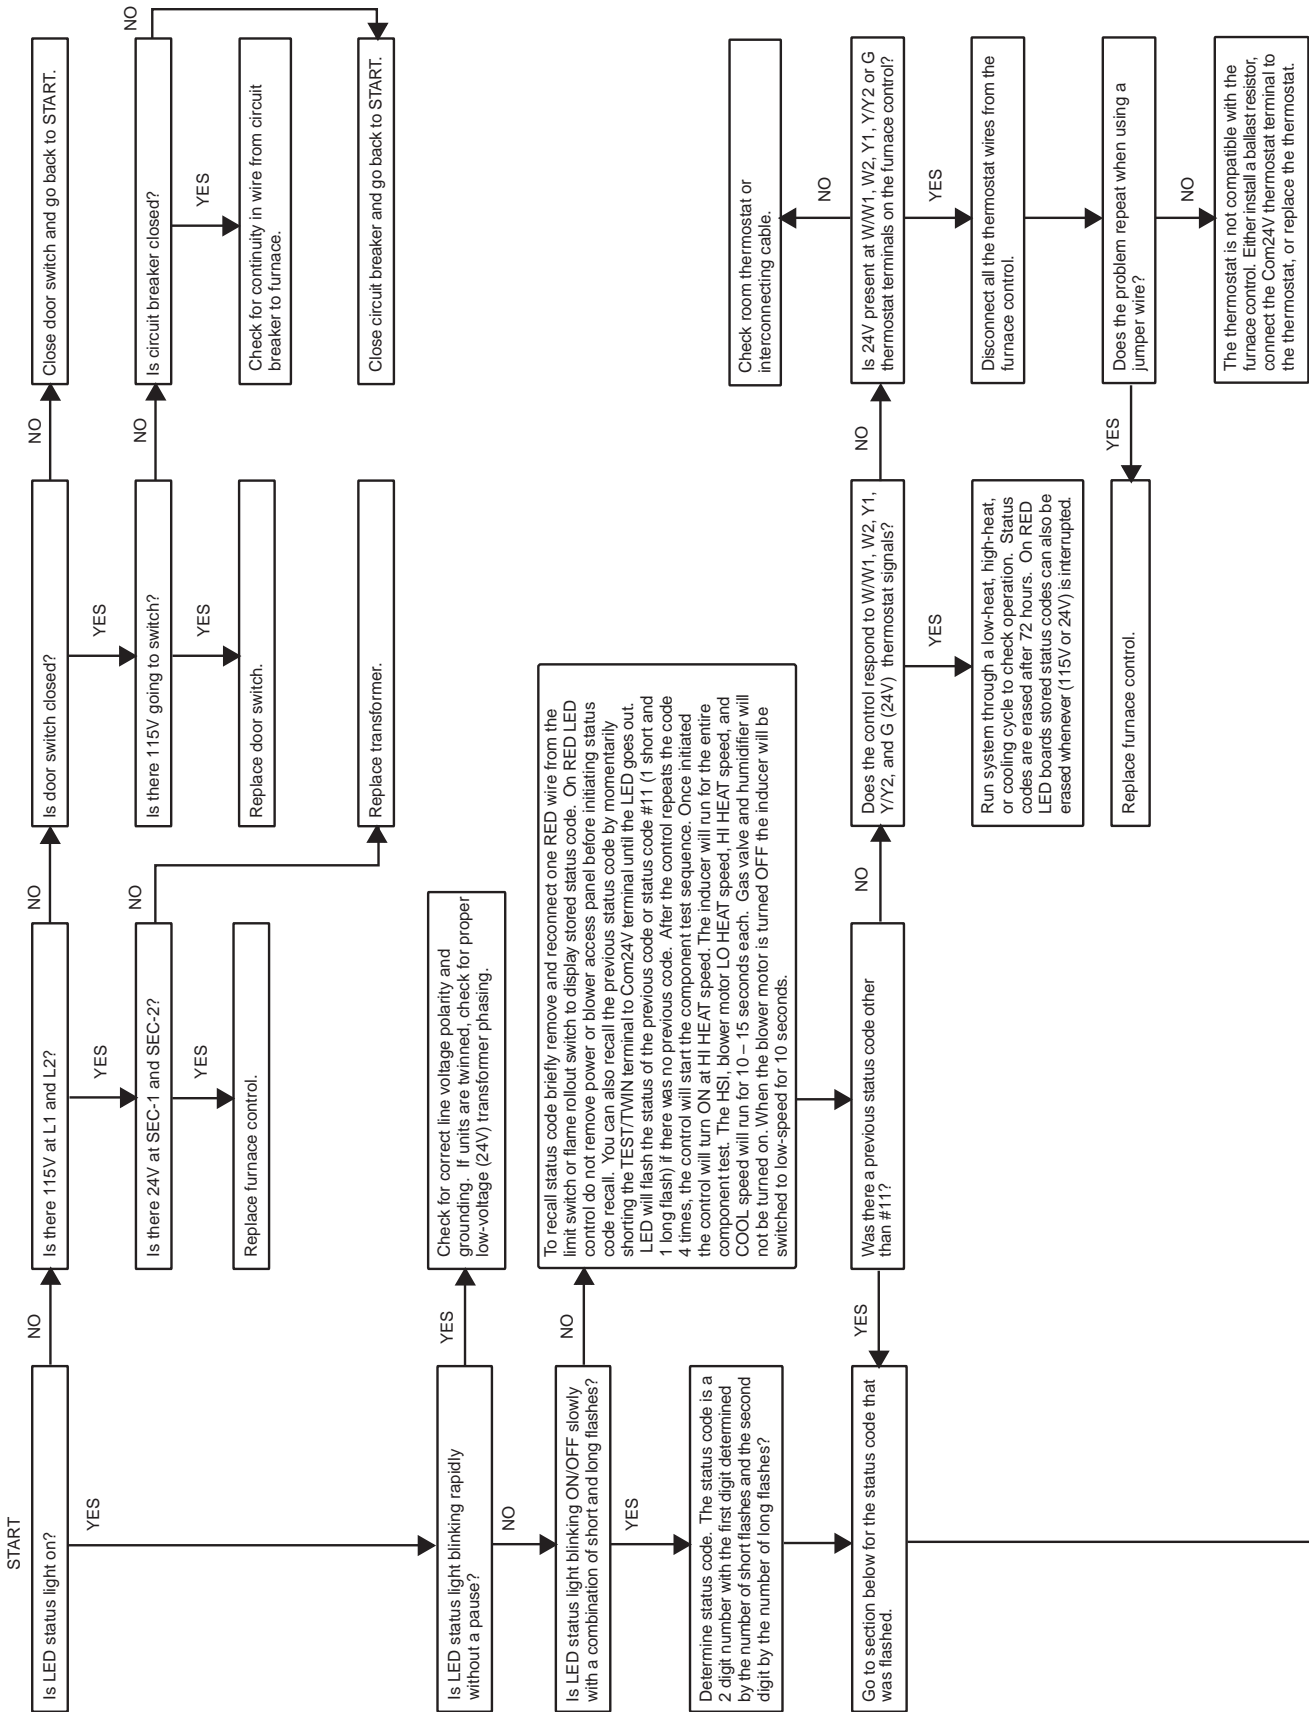 START
Is LED status light on?
NO
YES
Is there 115V at L1 and L2?
NO
YES
Is door switch closed?
NO
YES
Close door switch and go back to START.
Is there 24V at SEC-1 and SEC-2?
NO
YES
Is there 115V going to switch?
NO
YES
Is circuit breaker closed?
NO
YES
Replace furnace control.
Replace door switch.
Check for continuity in wire from circuit
breaker to furnace.
Replace transformer.
Close circuit breaker and go back to START.
Is LED status light blinking rapidly
without a pause?
YES
NO
Check for correct line voltage polarity and
grounding. If units are twinned, check for proper
low-voltage (24V) transformer phasing.
Is LED status light blinking ON/OFF slowly
with a combination of short and long flashes?
NO
YES
To recall status code briefly remove and reconnect one RED wire from the
limit switch or flame rollout switch to display stored status code. On RED LED
control do not remove power or blower access panel before initiating status
code recall. You can also recall the previous status code by momentarily
shorting the TEST/TWIN terminal to Com24V terminal until the LED goes out.
LED will flash the status of the previous code or status code #11 (1 short and
1 long flash) if there was no previous code. After the control repeats the code
4 times, the control will start the component test sequence. Once initiated
the control will turn ON at HI HEAT speed. The inducer will run for the entire
component test. The HSI, blower motor LO HEAT speed, HI HEAT speed, and
COOL speed will run for 10 – 15 seconds each. Gas valve and humidifier will
not be turned on. When the blower motor is turned OFF the inducer will be
switched to low-speed for 10 seconds.
Determine status code. The status code is a
2 digit number with the first digit determined
by the number of short flashes and the second
digit by the number of long flashes?
Go to section below for the status code that
was flashed.
YES
Was there a previous status code other
than #11?
NO
Does the control respond to W/W1, W2, Y1,
Y/Y2, and G (24V) thermostat signals?
NO
YES
Is 24V present at W/W1, W2, Y1, Y/Y2 or G
thermostat terminals on the furnace control?
NO
YES
Check room thermostat or
interconnecting cable.
Run system through a low-heat, high-heat,
or cooling cycle to check operation. Status
codes are erased after 72 hours. On RED
LED boards stored status codes can also be
erased whenever (115V or 24V) is interrupted.
Disconnect all the thermostat wires from the
furnace control.
Replace furnace control.
YES
Does the problem repeat when using a
jumper wire?
NO
The thermostat is not compatible with the
furnace control. Either install a ballast resistor,
connect the Com24V thermostat terminal to
the thermostat, or replace the thermostat.